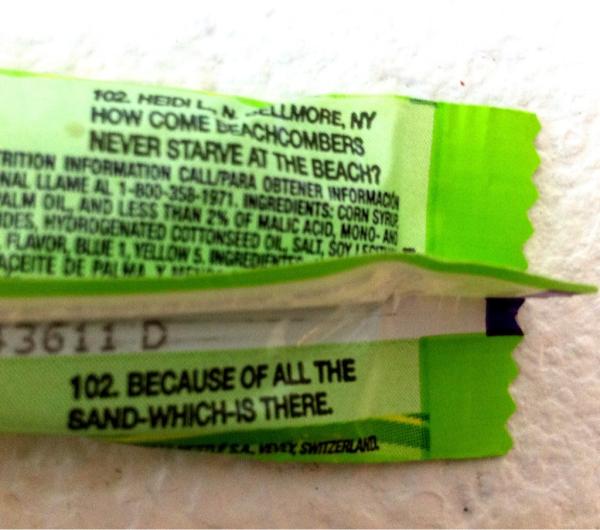 102. HEIDI L., N. BELLMORE, NY
HOW COME BEACHCOMBERS
NEVER STARVE AT THE BEACH?
TRITION INFORMATION CALL/PARA OBTENER INFORMACIÓN
NAL LLAME AL 1-800-358-1971. INGREDIENTS: CORN SYRUP
PALM OIL, AND LESS THAN 2% OF MALIC ACID, MONO- AND
IDES, HYDROGENATED COTTONSEED OIL, SALT, SOY
FLAVOR, BLUE 1, YELLOW 5. INGREDIENTES
ACEITE DE PALMA, Y
43611 D
102. BECAUSE OF ALL THE
SAND-WHICH-IS THERE.
S.A., VEVEY, SWITZERLAND.